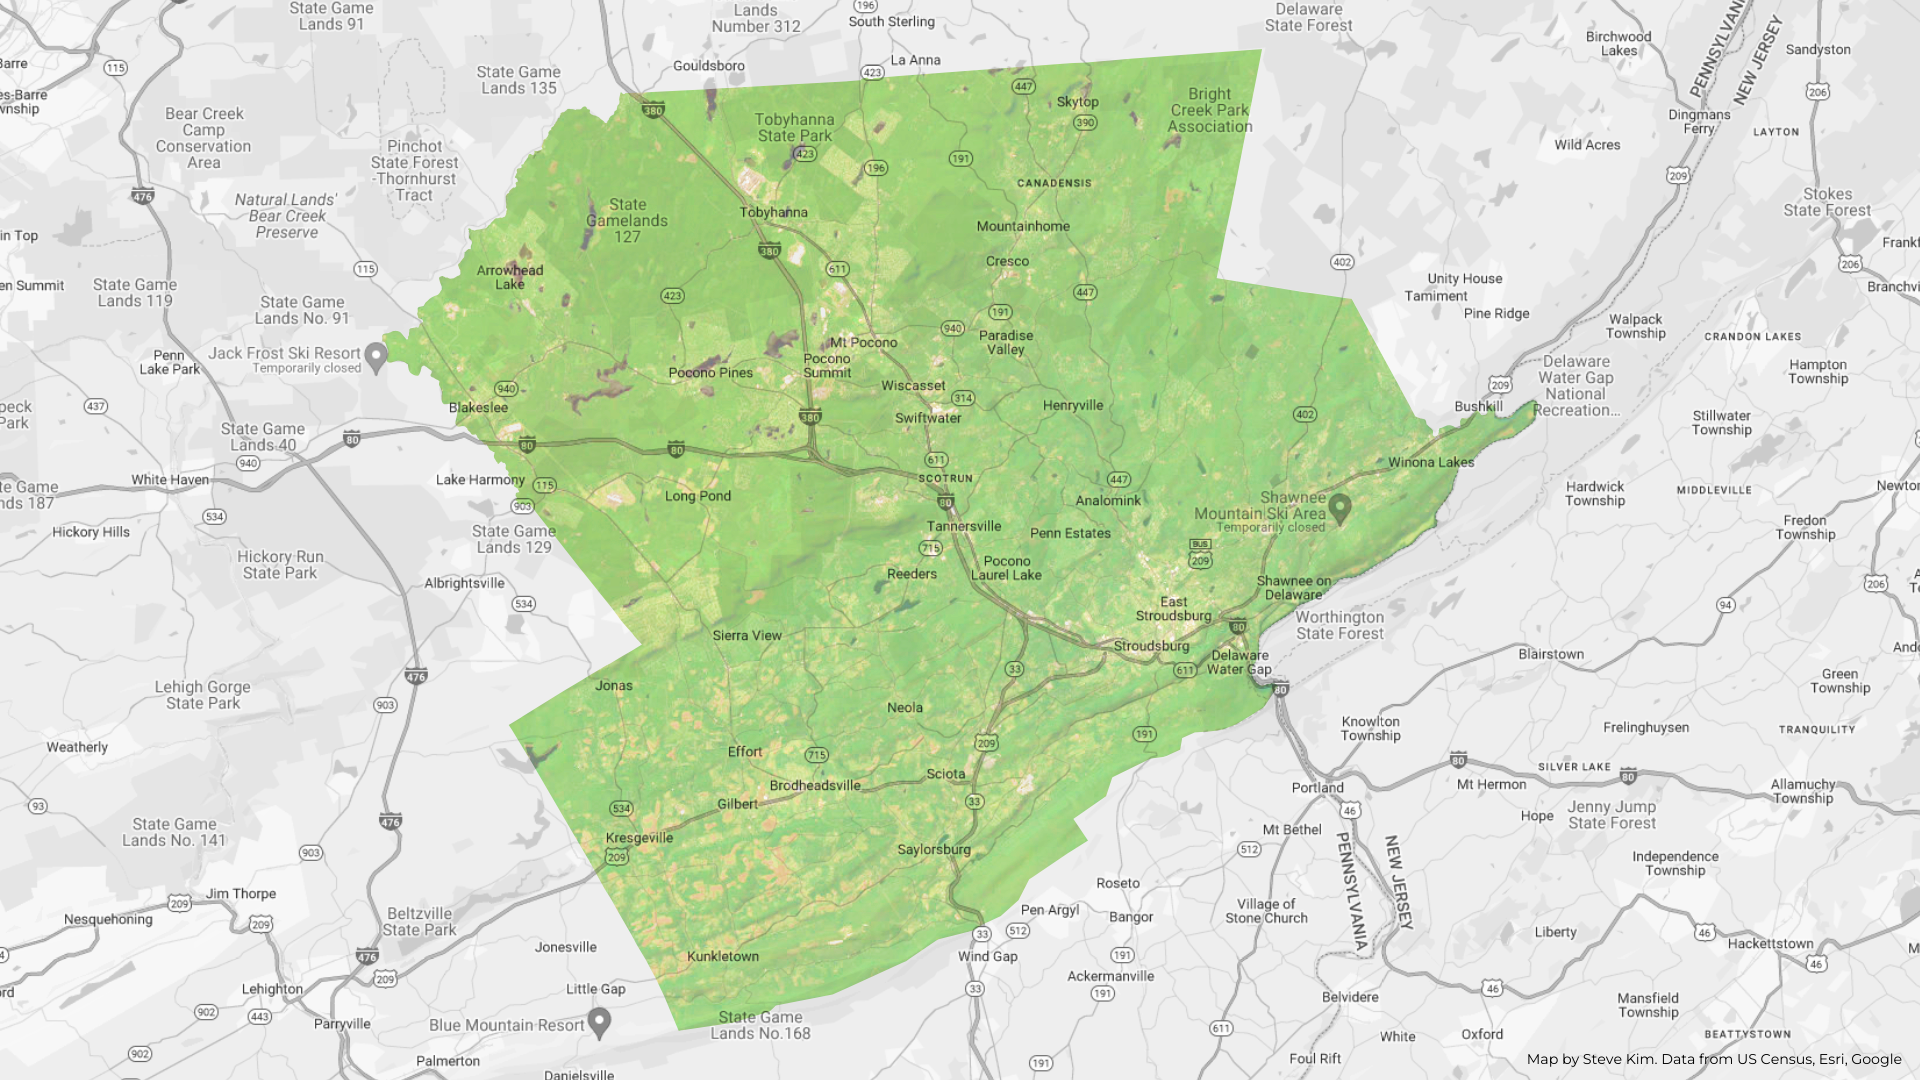 State Game
Lands 91
Lands
Number 312
196
South Sterling
Delaware
State Forest
Birchwood
Lakes
PENNSYLVANI
NEW JERSEY
Sandyston
Barre
115
State Game
Lands 135
Gouldsboro
423
La Anna
447
es-Barre
wnship
Bear Creek
Camp
Conservation
Area
380
Tobyhanna
State Park
423
Skytop
390
Bright
Creek Park
Association
206
Dingmans
Ferry
LAYTON
Wild Acres
Pinchot
State Forest
-Thornhurst
Tract
196
191
CANADENSIS
209
476
Natural Lands'
Bear Creek
Preserve
State
Gamelands
127
Tobyhanna
Mountainhome
Stokes
State Forest
in Top
380
Frankf
115
Arrowhead
Lake
611
Cresco
402
206
en Summit
State Game
Lands 119
423
447
Unity House
Tamiment
Branchvi
State Game
Lands No. 91
191
Pine Ridge
Walpack
Township
CRANDON LAKES
940
Paradise
Valley
Mt Pocono
Penn
Lake Park
Jack Frost Ski Resort
Temporarily closed
Pocono
Summit
Pocono Pines
Delaware
Water Gap
National
Recreation...
Hampton
Township
940
Wiscasset
314
209
peck
Park
437
Blakeslee
380
Swiftwater
Henryville
402
Bushkill
Stillwater
Township
State Game
Lands 40
80
80
80
611
940
White Haven
Lake Harmony
115
SCOTRUN
447
Winona Lakes
te Game
nds 187
903
Long Pond
80
Analomink
Shawnee
Mountain Ski Area
Temporarily closed
Hardwick
Township
MIDDLEVILLE
Newto
534
Hickory Hills
State Game
Lands 129
Tannersville
Penn Estates
Fredon
Township
Hickory Run
State Park
715
BUS
209
Albrightsville
Reeders
Pocono
Laurel Lake
Shawnee on
Delaware
206
534
East
Stroudsburg
94
80
Worthington
State Forest
Sierra View
Stroudsburg
Delaware
Water Gap
Blairstown
476
33
611
Green
Township
Lehigh Gorge
State Park
Jonas
80
903
Neola
Knowlton
Township
Frelinghuysen
TRANQUILITY
Weatherly
Effort
715
209
191
80
SILVER LAKE
80
Brodheadsville
Sciota
Portland
Mt Hermon
Allamuchy
Township
93
534
Gilbert
33
46
Jenny Jump
State Forest
State Game
Lands No. 141
476
Kresgeville
Mt Bethel
Hope
903
209
Saylorsburg
512
PENNSYLVANIA
NEW JERSEY
Independence
Township
Jim Thorpe
209
Roseto
Nesquehoning
209
Beltzville
State Park
Pen Argyl
Bangor
Village of
Stone Church
33
512
Liberty
46
Hackettstown
Jonesville
476
Kunkletown
Wind Gap
191
46
209
Ackermanville
Lehighton
Little Gap
33
191
Belvidere
46
Mansfield
Township
902
443
Parryville
Blue Mountain Resort
State Game
Lands No.168
611
White
Oxford
BEATTYSTOWN
902
Palmerton
191
Foul Rift
Danielsville
Map by Steve Kim. Data from US Census, Esri, Google